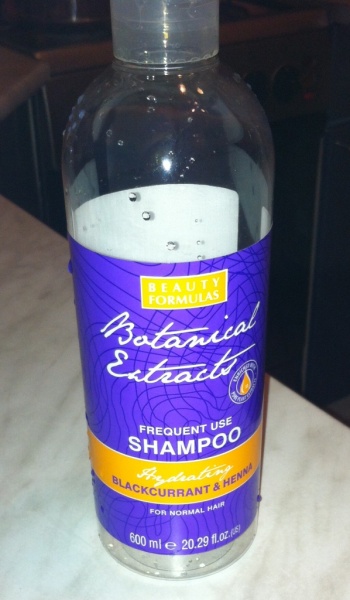 BEAUTY
FORMULAS
Botanical
Extracts
FREQUENT USE
SHAMPOO
Hydrating
BLACKCURRANT & HENNA
FOR NORMAL HAIR
600 ml e 20.29 fl.oz.(US)